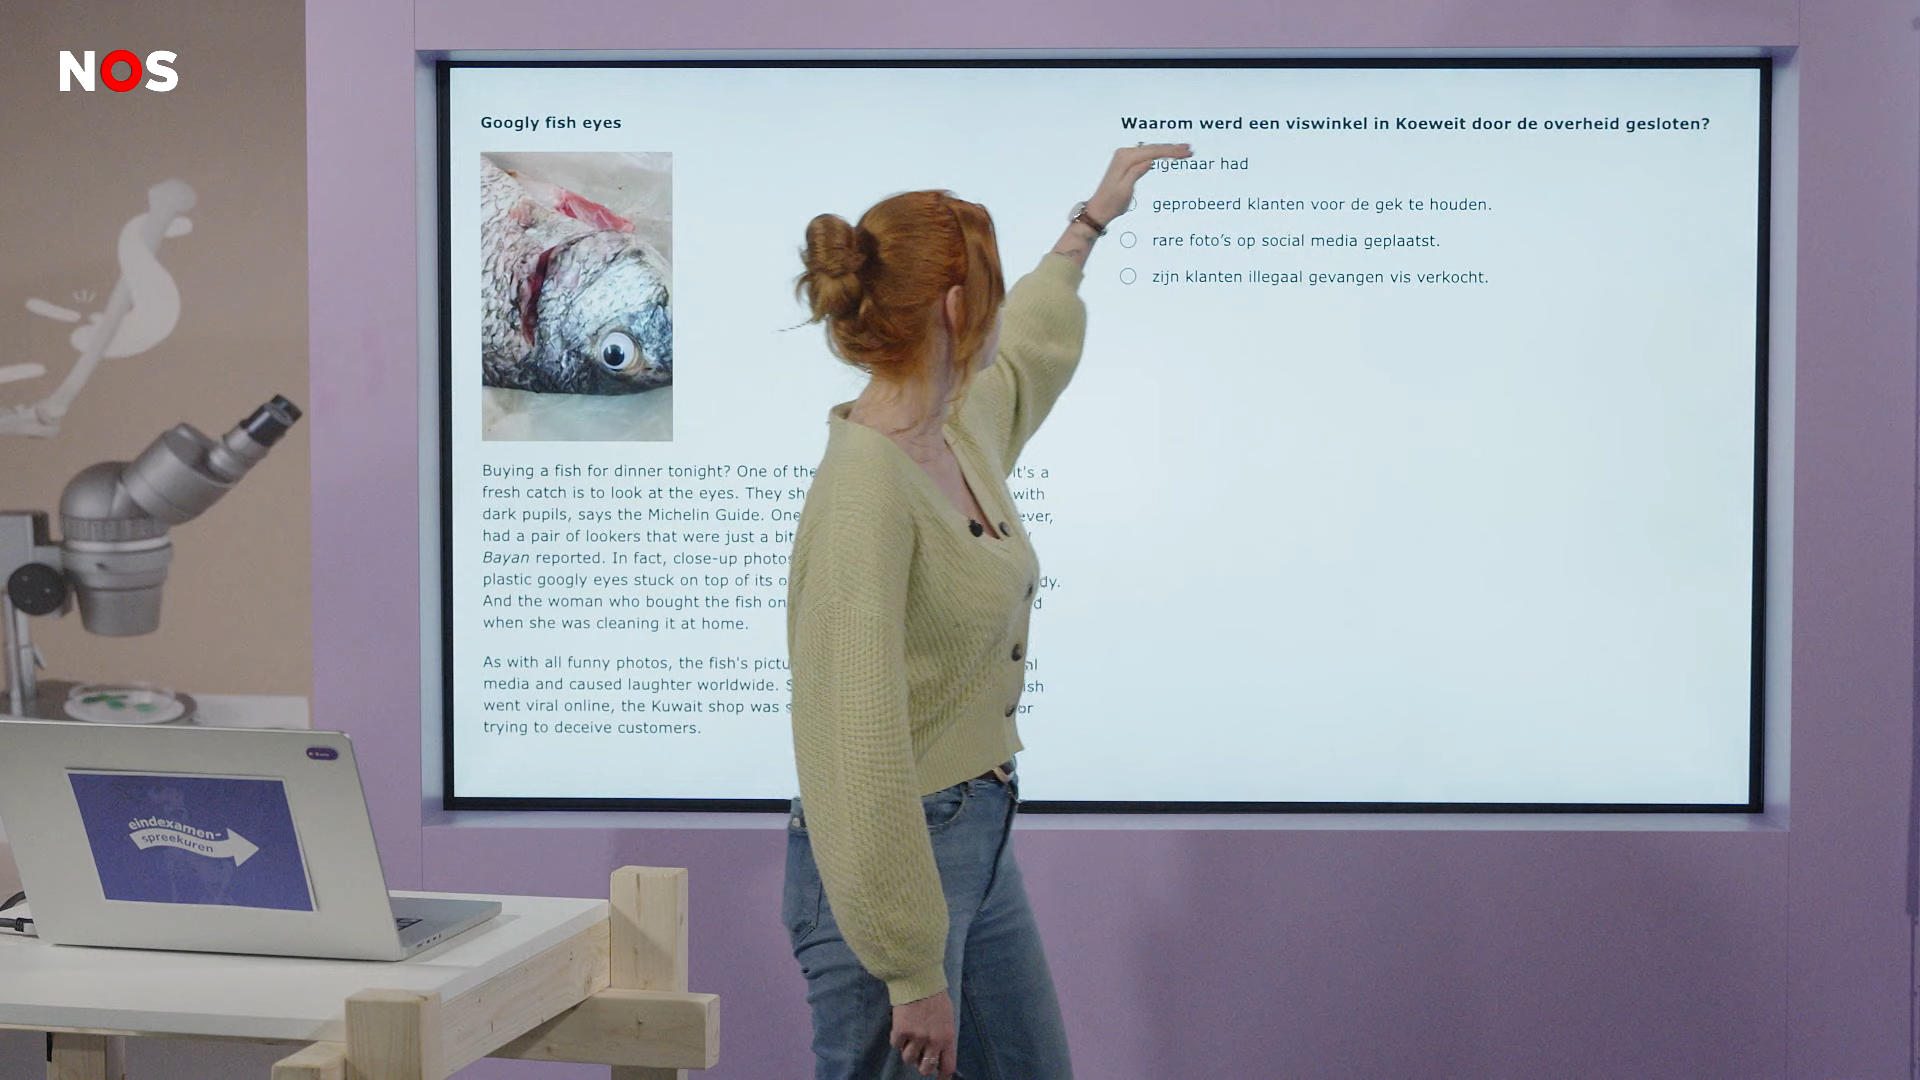 NOS
Googly fish eyes
Buying a fish for dinner tonight? One of the it's a
fresh catch is to look at the eyes. They with
dark pupils, says the Michelin Guide. One
had a pair of lookers that were just a bit
Bayan reported. In fact, close-up photos
plastic googly eyes stuck on top of its
And the woman who bought the fish
when she was cleaning it at home.
As with all funny photos, the fish's
media and caused laughter worldwide.
went viral online, the Kuwait shop was
trying to deceive customers.
Waarom werd een viswinkel in Koeweit door de overheid gesloten?
eigenaar had
geprobeerd klanten voor de gek te houden.
rare foto's op social media geplaatst.
zijn klanten illegaal gevangen vis verkocht.
eindexamen-
spreekuren